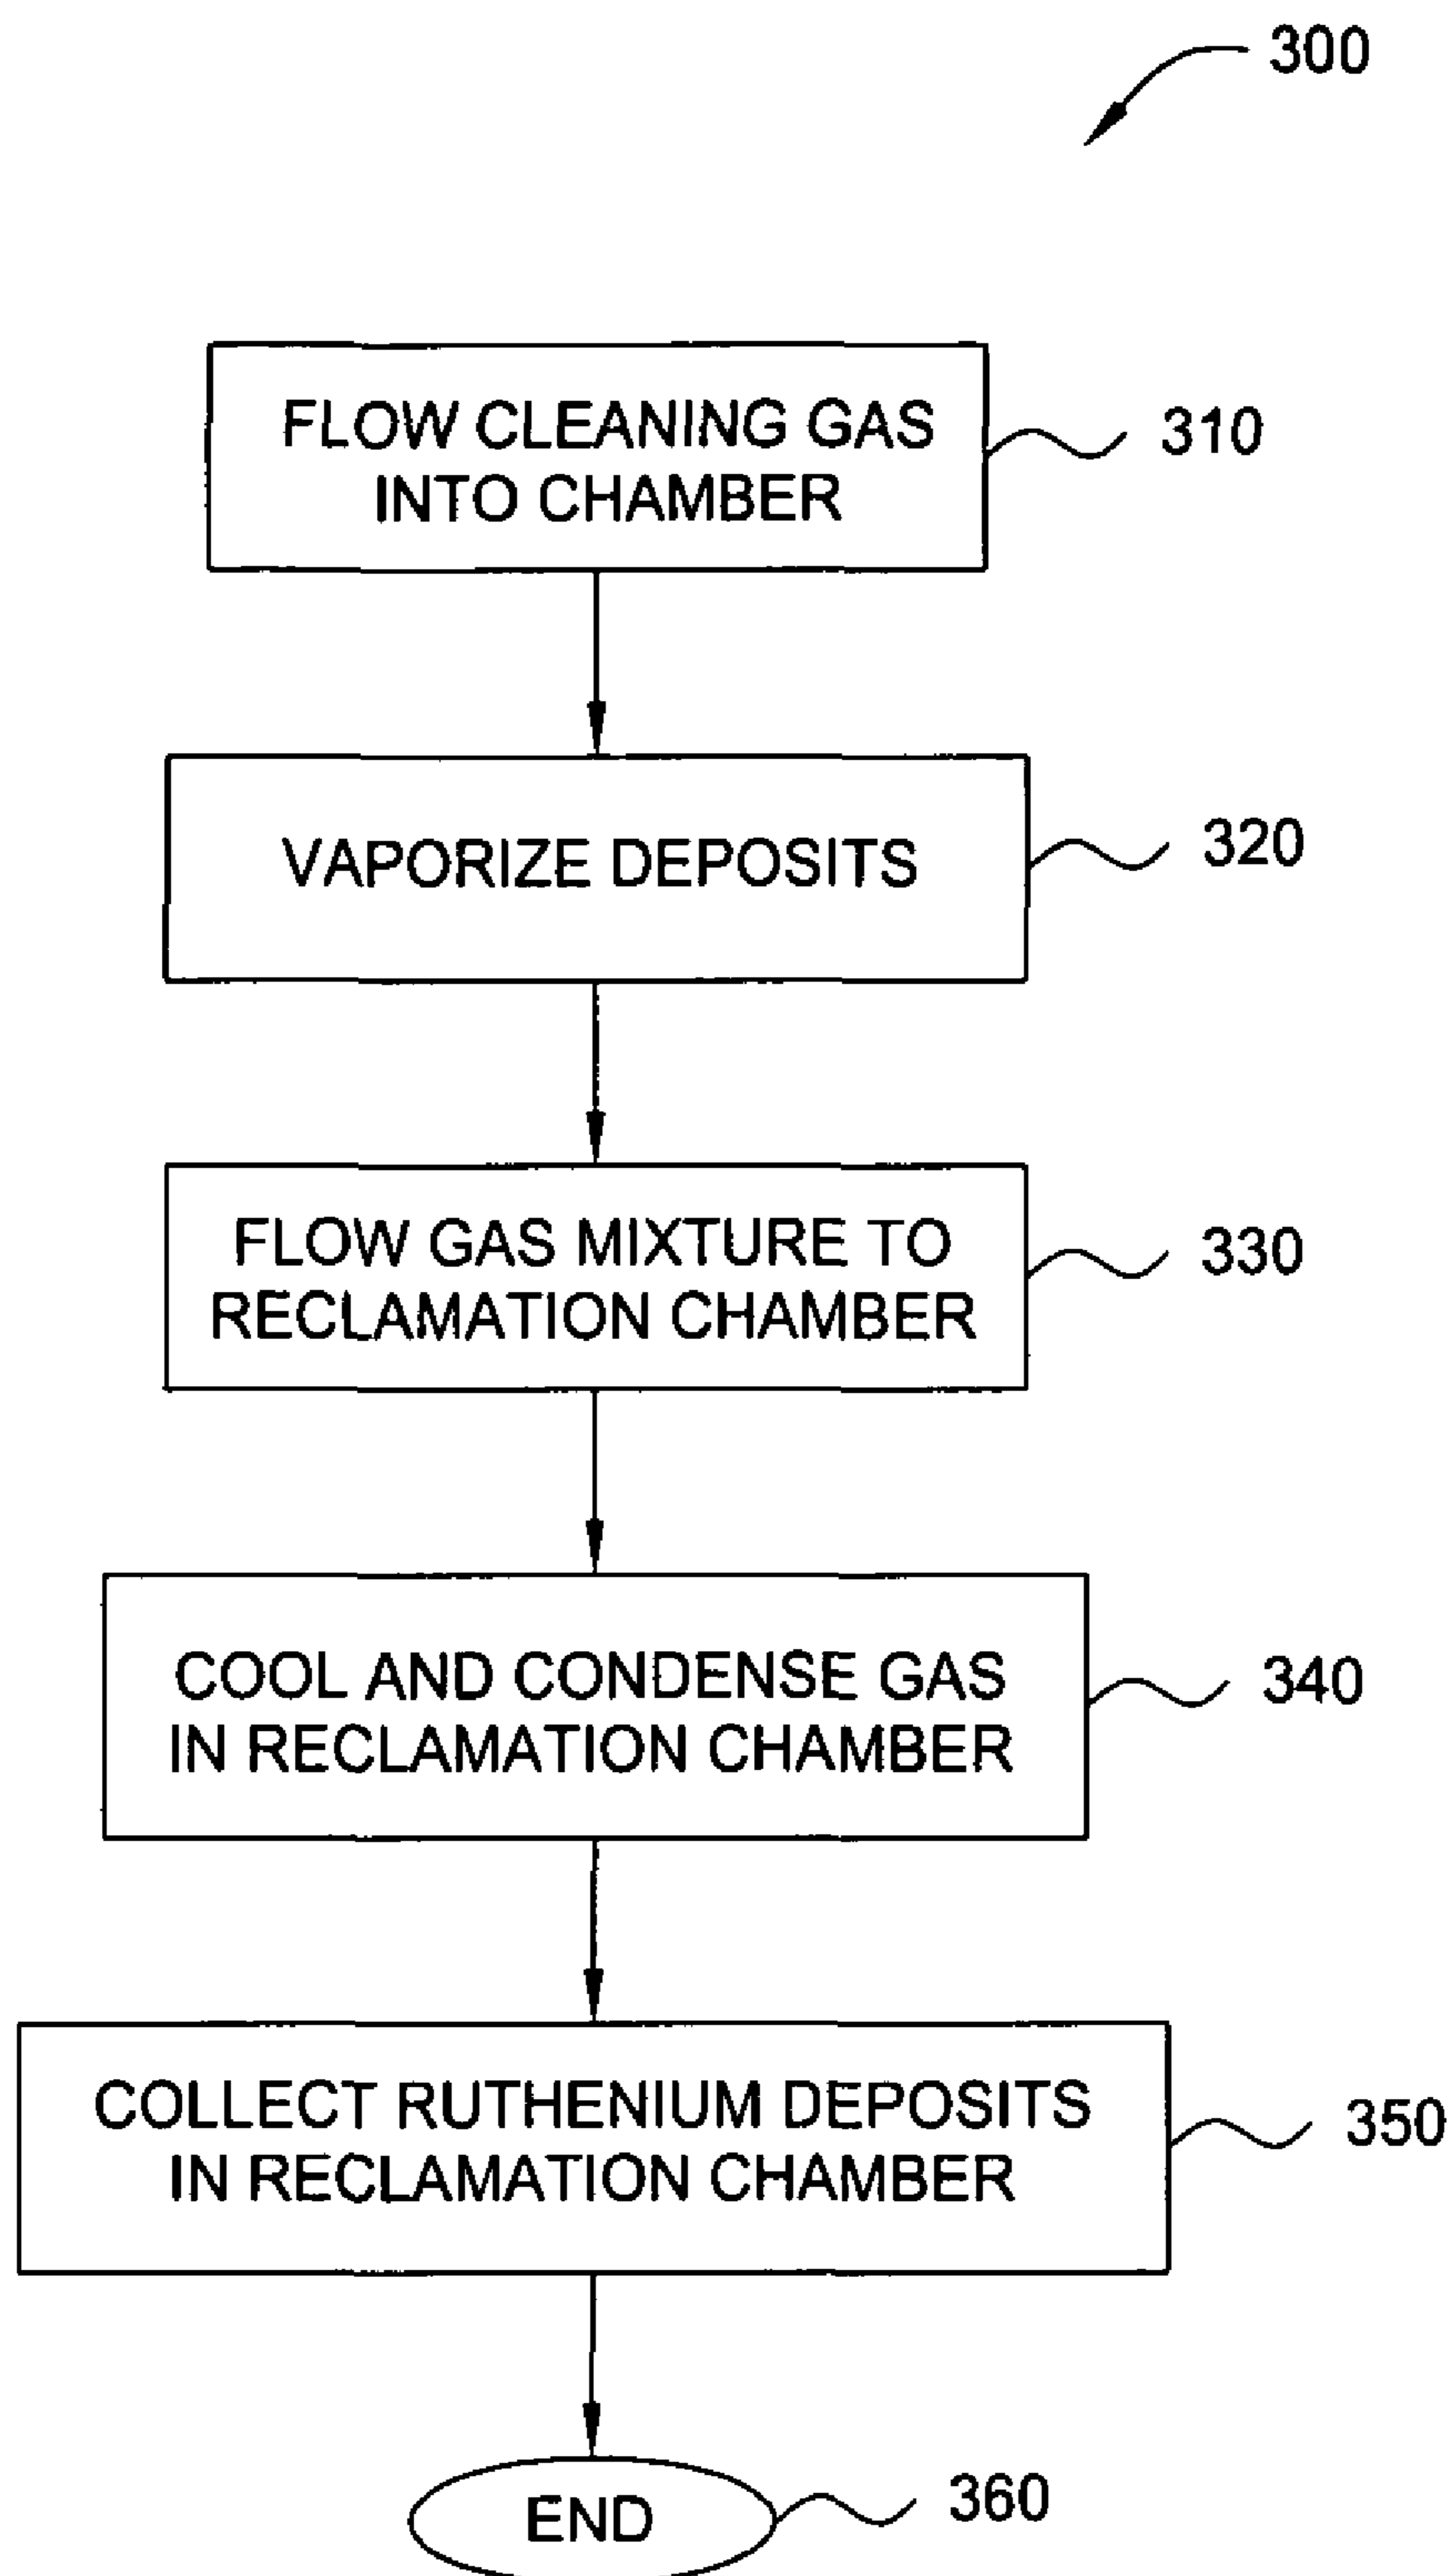 300
FLOW CLEANING GAS
INTO CHAMBER
310
VAPORIZE DEPOSITS
320
FLOW GAS MIXTURE TO
RECLAMATION CHAMBER
330
COOL AND CONDENSE GAS
IN RECLAMATION CHAMBER
340
COLLECT RUTHENIUM DEPOSITS
IN RECLAMATION CHAMBER
350
END
360